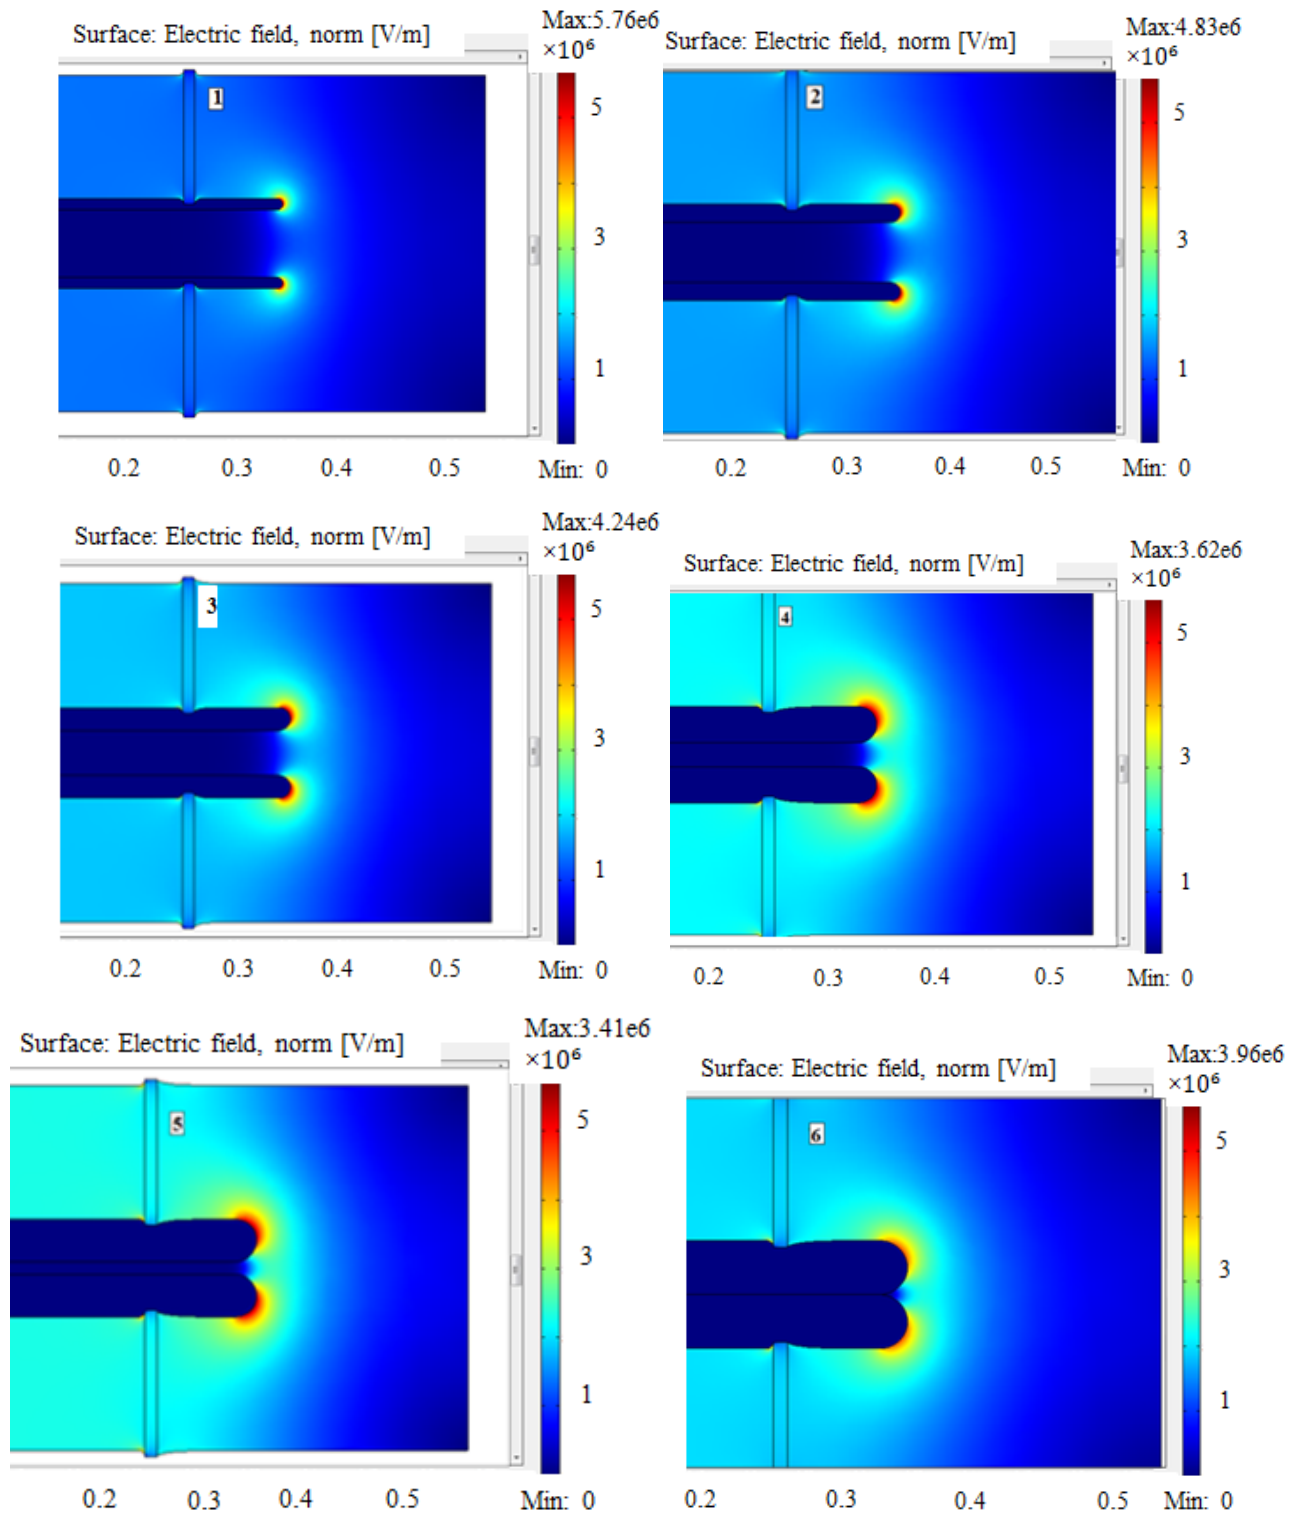 Surface: Electric field, norm [V/m]
Max:5.76e6
×10⁶
1
5
3
1
0.2 0.3 0.4 0.5 Min: 0
Surface: Electric field, norm [V/m]
Max:4.83e6
×10⁶
2
5
3
1
0.2 0.3 0.4 0.5 Min: 0
Surface: Electric field, norm [V/m]
Max:4.24e6
×10⁶
3
5
3
1
0.2 0.3 0.4 0.5 Min: 0
Surface: Electric field, norm [V/m]
Max:3.62e6
×10⁶
4
5
3
1
0.2 0.3 0.4 0.5 Min: 0
Surface: Electric field, norm [V/m]
Max:3.41e6
×10⁶
5
5
3
1
0.2 0.3 0.4 0.5 Min: 0
Surface: Electric field, norm [V/m]
Max:3.96e6
×10⁶
6
5
3
1
0.2 0.3 0.4 0.5 Min: 0